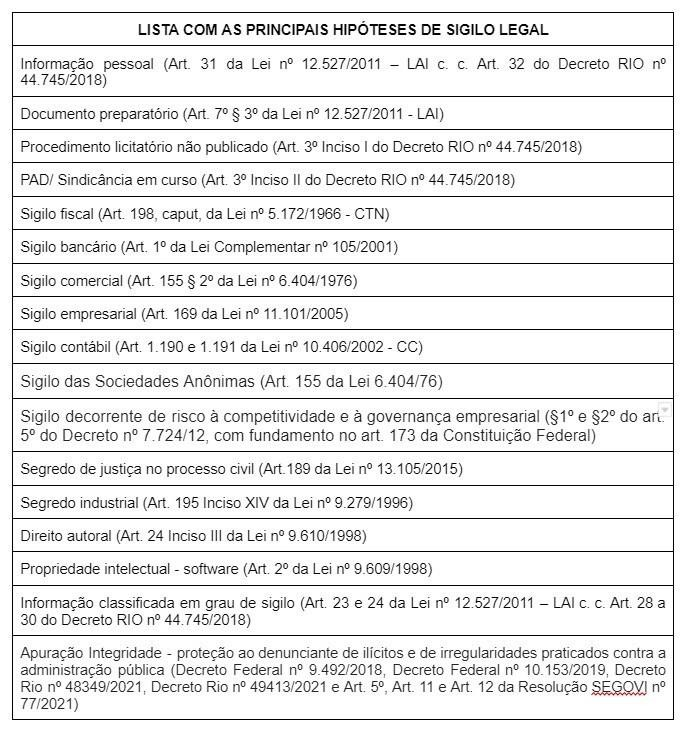 LISTA COM AS PRINCIPAIS HIPÓTESES DE SIGILO LEGAL
Informação pessoal (Art. 31 da Lei nº 12.527/2011 – LAI c. c. Art. 32 do Decreto RIO nº
44.745/2018)
Documento preparatório (Art. 7º § 3º da Lei nº 12.527/2011 - LAI)
Procedimento licitatório não publicado (Art. 3º Inciso I do Decreto RIO nº 44.745/2018)
PAD/ Sindicância em curso (Art. 3º Inciso II do Decreto RIO nº 44.745/2018)
Sigilo fiscal (Art. 198, caput, da Lei nº 5.172/1966 - CTN)
Sigilo bancário (Art. 1º da Lei Complementar nº 105/2001)
Sigilo comercial (Art. 155 § 2º da Lei nº 6.404/1976)
Sigilo empresarial (Art. 169 da Lei nº 11.101/2005)
Sigilo contábil (Art. 1.190 e 1.191 da Lei nº 10.406/2002 - CC)
Sigilo das Sociedades Anônimas (Art. 155 da Lei 6.404/76)
Sigilo decorrente de risco à competitividade e à governança empresarial (§1º e §2º do art.
5º do Decreto nº 7.724/12, com fundamento no art. 173 da Constituição Federal)
Segredo de justiça no processo civil (Art.189 da Lei nº 13.105/2015)
Segredo industrial (Art. 195 Inciso XIV da Lei nº 9.279/1996)
Direito autoral (Art. 24 Inciso III da Lei nº 9.610/1998)
Propriedade intelectual - software (Art. 2º da Lei nº 9.609/1998)
Informação classificada em grau de sigilo (Art. 23 e 24 da Lei nº 12.527/2011 – LAI c. c. Art. 28 a
30 do Decreto RIO nº 44.745/2018)
Apuração Integridade - proteção ao denunciante de ilícitos e de irregularidades praticados contra a
administração pública (Decreto Federal nº 9.492/2018, Decreto Federal nº 10.153/2019, Decreto
Rio nº 48349/2021, Decreto Rio nº 49413/2021 e Art. 5º, Art. 11 e Art. 12 da Resolução SEGOVI nº
77/2021)